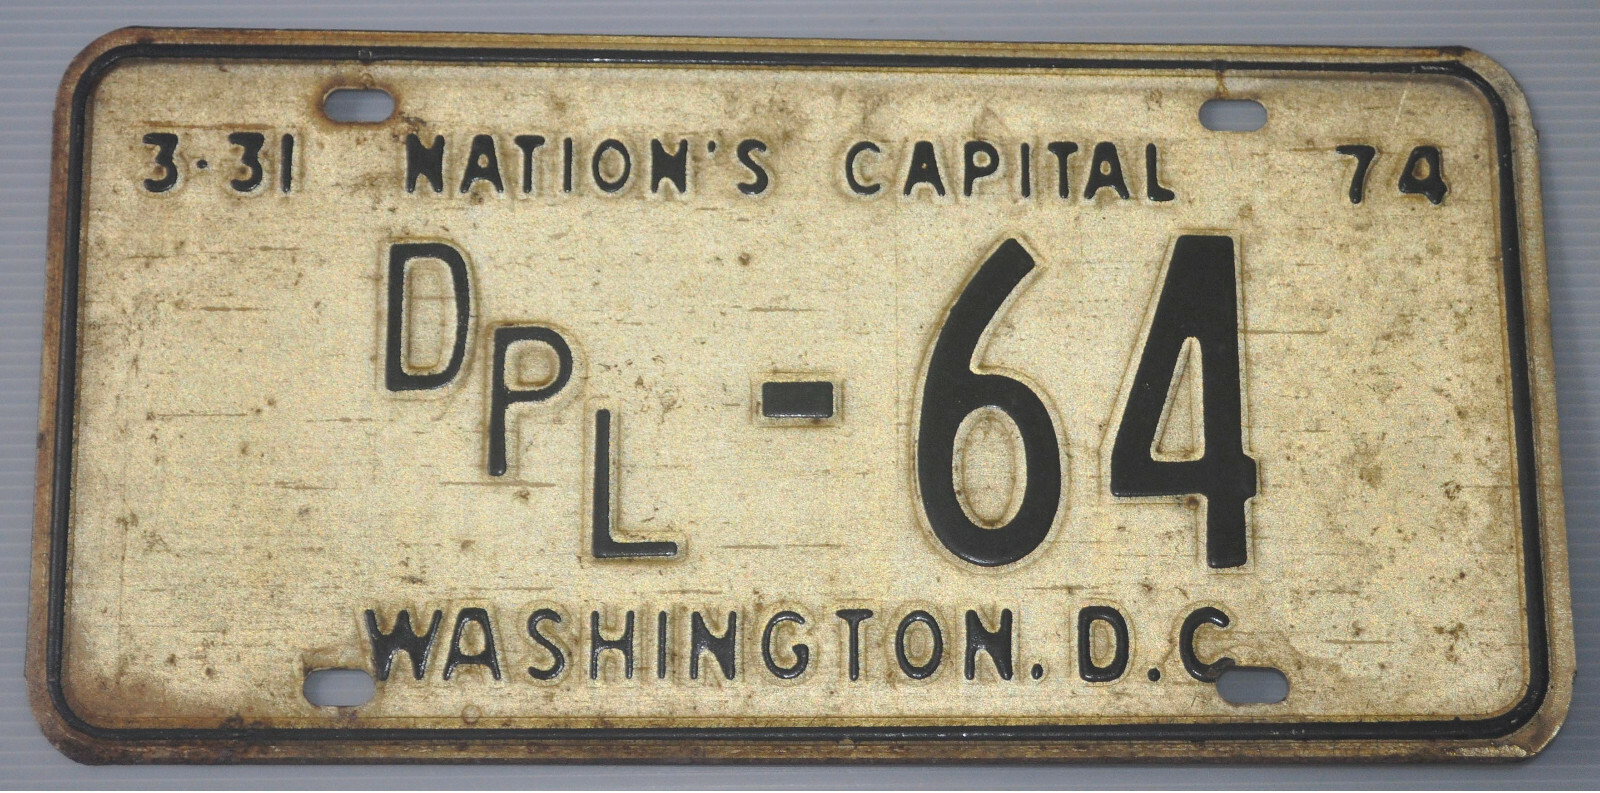 3·31 NATION'S CAPITAL 74
DPL-64
WASHINGTON.D.C